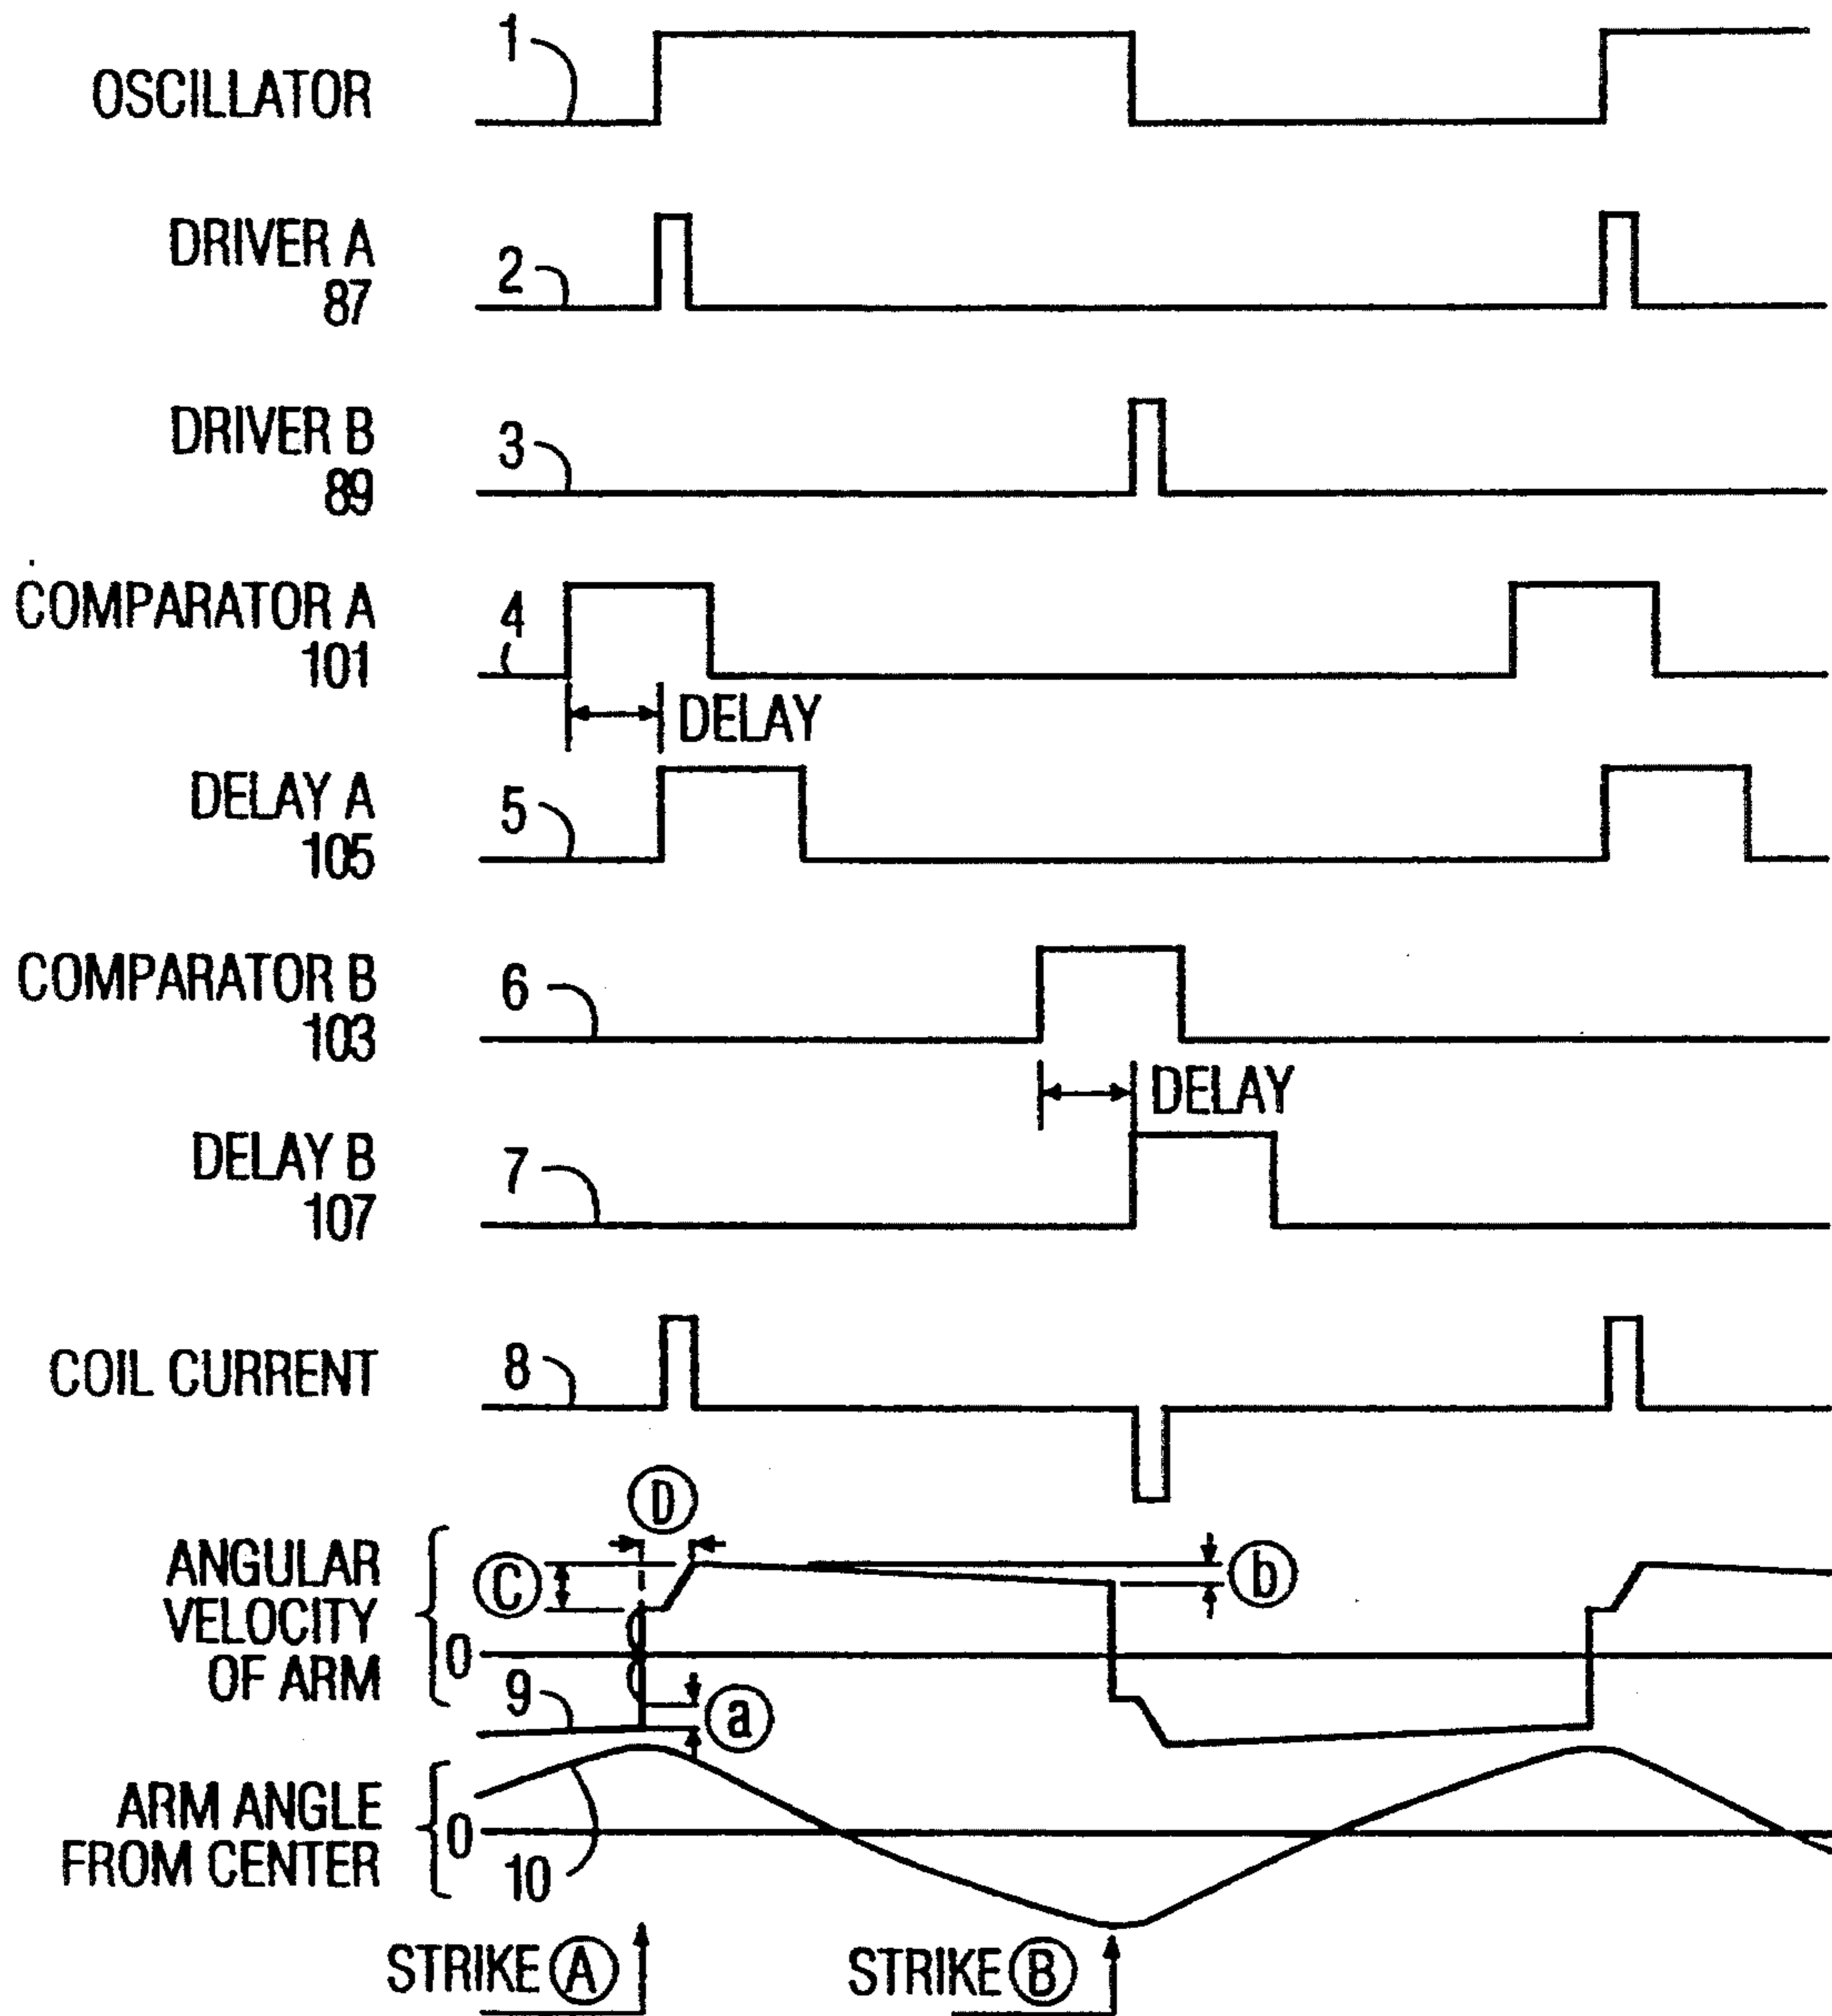 OSCILLATOR
1
DRIVER A
87
2
DRIVER B
89
3
COMPARATOR A
101
4
DELAY
DELAY A
105
5
COMPARATOR B
103
6
DELAY
DELAY B
107
7
COIL CURRENT
8
D
C
b
ANGULAR
VELOCITY
OF ARM
0
9
a
ARM ANGLE
FROM CENTER
0
10
STRIKE A
STRIKE B